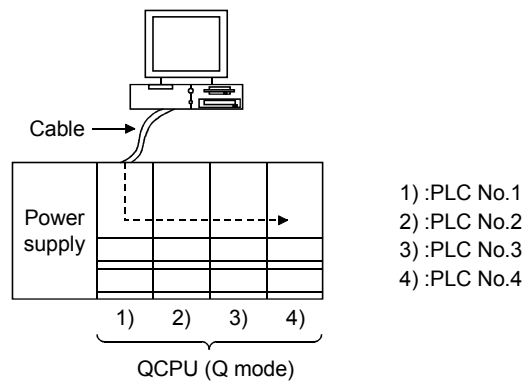 Cable
Power
supply
1) :PLC No.1
2) :PLC No.2
3) :PLC No.3
4) :PLC No.4
1) 2) 3) 4)
QCPU (Q mode)